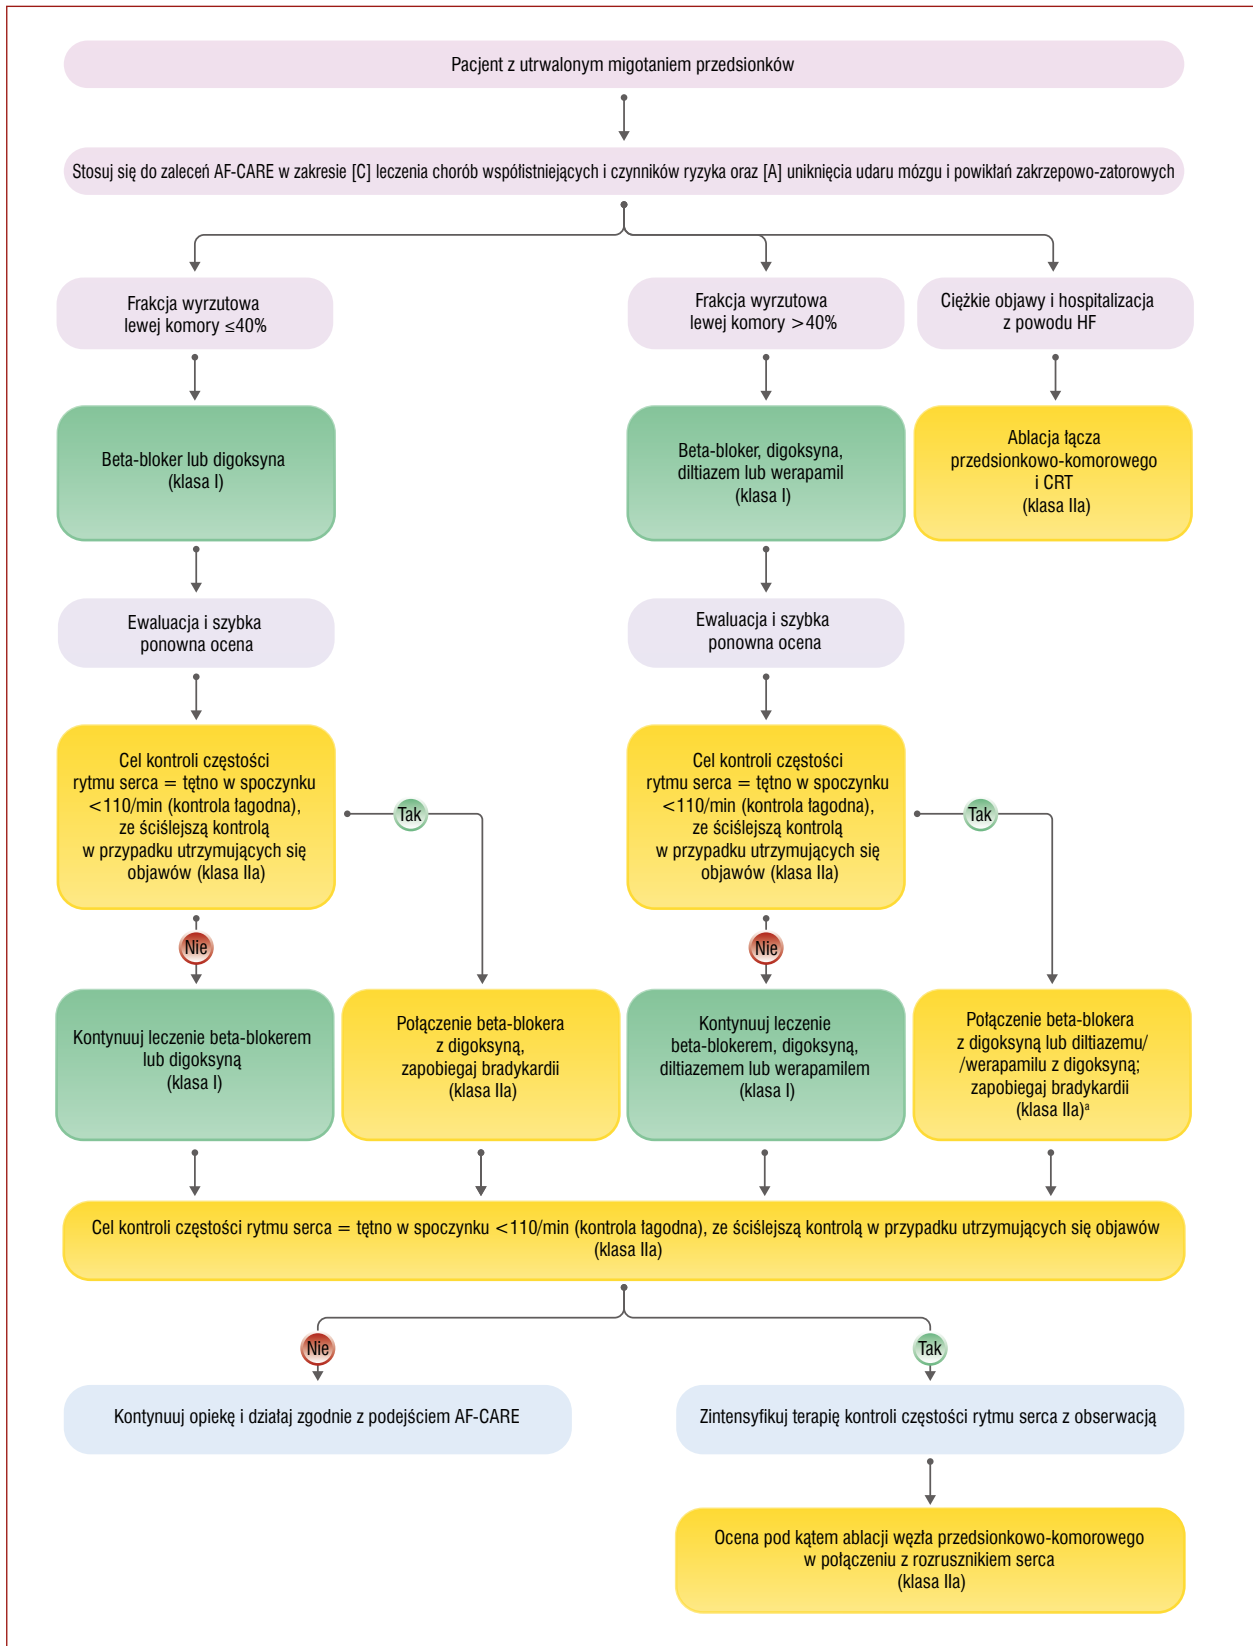 Pacjent z utrwalonym migotaniem przedsionków
Stosuj się do zaleceń AF-CARE w zakresie [C] leczenia chorób współistniejących i czynników ryzyka oraz [A] uniknięcia udaru mózgu i powikłań zakrzepowo-zatorowych
Frakcja wyrzutowa
lewej komory ≤40%
Frakcja wyrzutowa
lewej komory >40%
Ciężkie objawy i hospitalizacja
z powodu HF
Beta-bloker lub digoksyna
(klasa I)
Beta-bloker, digoksyna,
diltiazem lub werapamil
(klasa I)
Ablacja łącza
przedsionkowo-komorowego
i CRT
(klasa IIa)
Ewaluacja i szybka
ponowna ocena
Ewaluacja i szybka
ponowna ocena
Cel kontroli częstości
rytmu serca = tętno w spoczynku
<110/min (kontrola łagodna),
ze ściślejszą kontrolą
w przypadku utrzymujących się
objawów (klasa IIa)
Tak
Cel kontroli częstości
rytmu serca = tętno w spoczynku
<110/min (kontrola łagodna),
ze ściślejszą kontrolą
w przypadku utrzymujących się
objawów (klasa IIa)
Tak
Nie
Nie
Kontynuuj leczenie beta-blokerem
lub digoksyną
(klasa I)
Połączenie beta-blokera
z digoksyną,
zapobiegaj bradykardii
(klasa IIa)
Kontynuuj leczenie
beta-blokerem, digoksyną,
diltiazemem lub werapamilem
(klasa I)
Połączenie beta-blokera
z digoksyną lub diltiazemu/
/werapamilu z digoksyną;
zapobiegaj bradykardii
(klasa IIa)ª
Cel kontroli częstości rytmu serca = tętno w spoczynku <110/min (kontrola łagodna), ze ściślejszą kontrolą w przypadku utrzymujących się objawów
(klasa IIa)
Nie
Tak
Kontynuuj opiekę i działaj zgodnie z podejściem AF-CARE
Zintensyfikuj terapię kontroli częstości rytmu serca z obserwacją
Ocena pod kątem ablacji węzła przedsionkowo-komorowego
w połączeniu z rozrusznikiem serca
(klasa IIa)